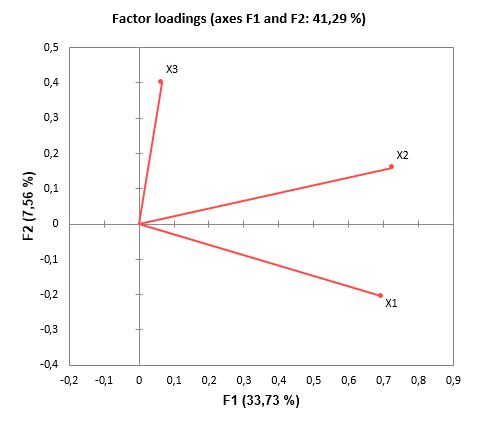 Factor loadings (axes F1 and F2: 41,29 %)
0,5
0,4
0,3
0,2
0,1
0
-0,1
-0,2
-0,3
-0,4
F2 (7,56 %)
X3
X2
X1
-0,2 -0,1 0 0,1 0,2 0,3 0,4 0,5 0,6 0,7 0,8 0,9
F1 (33,73 %)